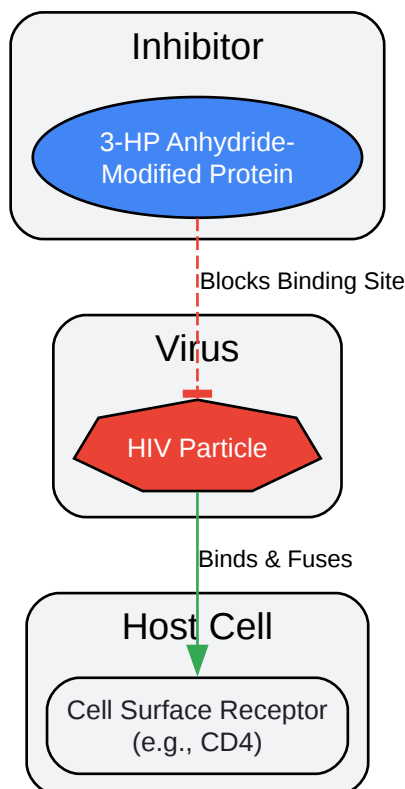 Inhibitor
3-HP Anhydride-
Modified Protein
Blocks Binding Site
Virus
HIV Particle
Binds & Fuses
Host Cell
Cell Surface Receptor
(e.g., CD4)